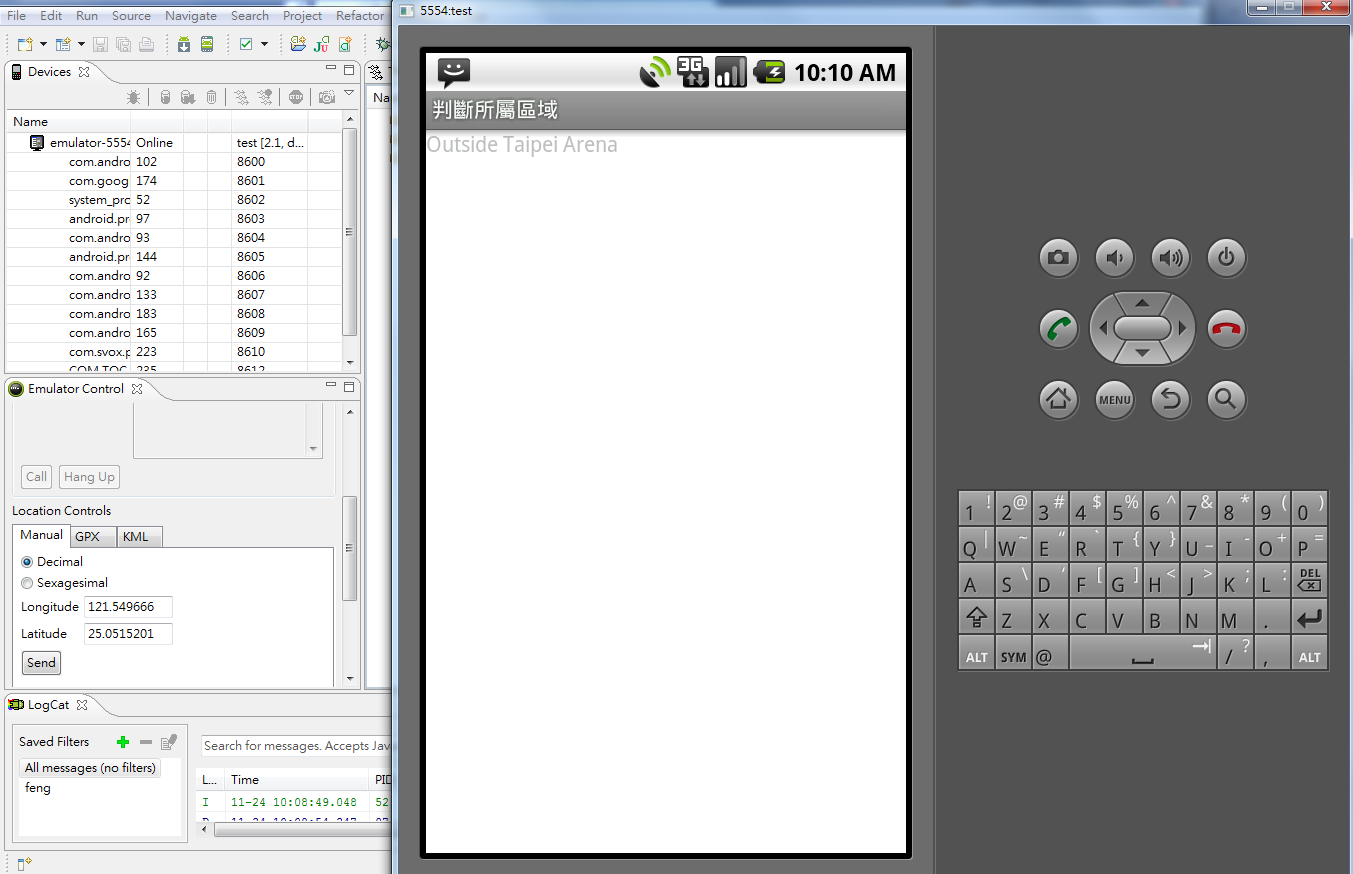 File Edit Run Source Navigate Search Project Refactor
5554:test
Devices
Name
emulator-5554 Online test [2.1, d...
com.andro 102 8600
com.goog 174 8601
system_pro 52 8602
android.pr 97 8603
com.andro 93 8604
android.pr 144 8605
com.andro 92 8606
com.andro 133 8607
com.andro 183 8608
com.andro 165 8609
com.svox.p 223 8610
Na
Emulator Control
Call Hang Up
Location Controls
Manual GPX KML
Decimal
Sexagesimal
Longitude 121.549666
Latitude 25.0515201
Send
LogCat
Saved Filters
All messages (no filters)
feng
Search for messages. Accepts Jav
L... Time PID
I 11-24 10:08:49.048 52
3G 10:10 AM
判斷所屬區域
Outside Taipei Arena
MENU
1 ! 2 @ 3 # 4 $ 5 % 6 ^ 7 & 8 * 9 ( 0 )
Q | W ~ E " R ` T { Y } U _ I - O + P =
A S \ D ' F [ G ] H < J > K ; L : DEL
Z X C V B N M .
ALT SYM @ / ? , ALT